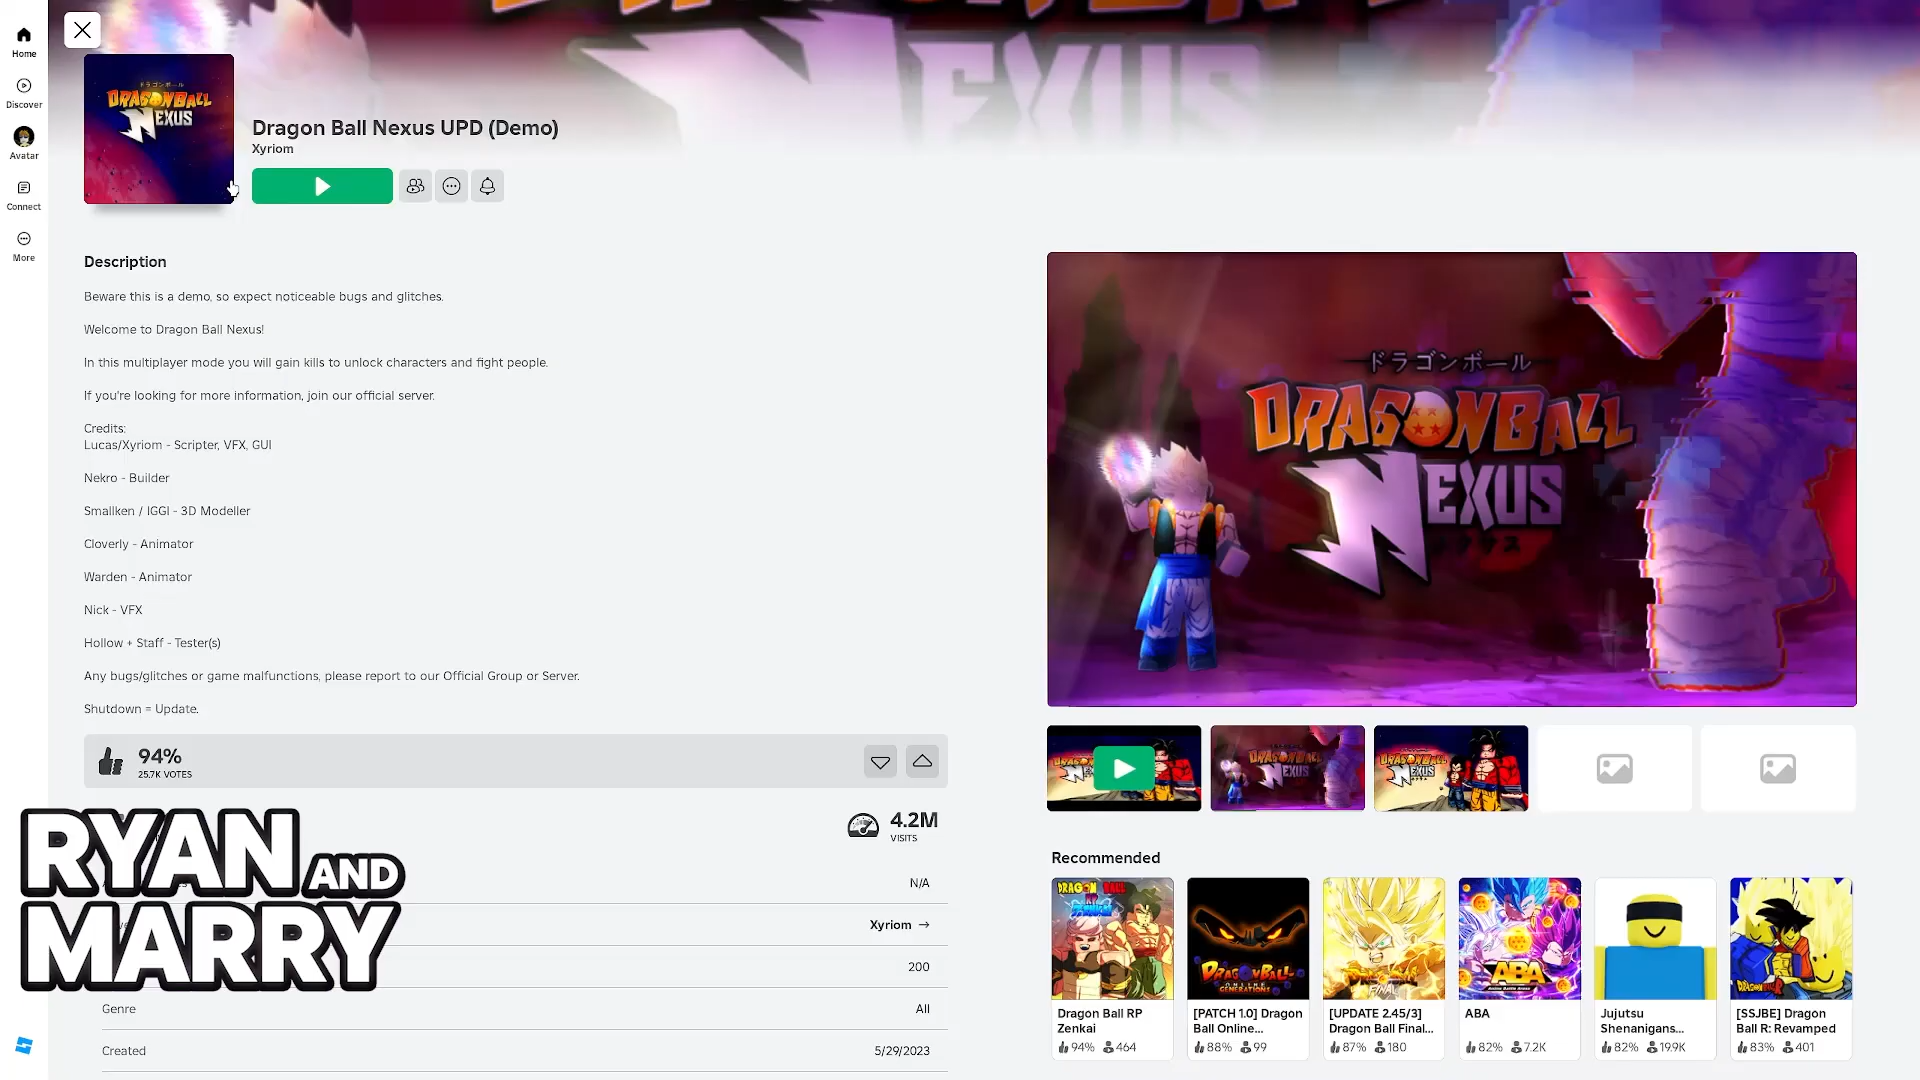 Home
Discover
Avatar
Connect
More
DRAGONBALL
NEXUS
Dragon Ball Nexus UPD (Demo)
Xyriom
Description
Beware this is a demo, so expect noticeable bugs and glitches.
Welcome to Dragon Ball Nexus!
In this multiplayer mode you will gain kills to unlock characters and fight people.
If you're looking for more information, join our official server.
Credits:
Lucas/Xyriom - Scripter, VFX, GUI
Nekro - Builder
Smallken / IGGI - 3D Modeller
Cloverly - Animator
Warden - Animator
Nick - VFX
Hollow + Staff - Tester(s)
Any bugs/glitches or game malfunctions, please report to our Official Group or Server.
Shutdown = Update.
94%
25.7K VOTES
4.2M
VISITS
N/A
Xyriom →
200
Genre All
Created 5/29/2023
RYAN AND
MARRY
NEXUS
ドラゴンボール
DRAGONBALL
NEXUS
Recommended
Dragon Ball RP
Zenkai
94% 464
[PATCH 1.0] Dragon
Ball Online...
88% 99
[UPDATE 2.45/3]
Dragon Ball Final...
87% 180
ABA
ABA
82% 7.2K
Jujutsu
Shenanigans...
82% 19.9K
[SSJBE] Dragon
Ball R: Revamped
83% 401